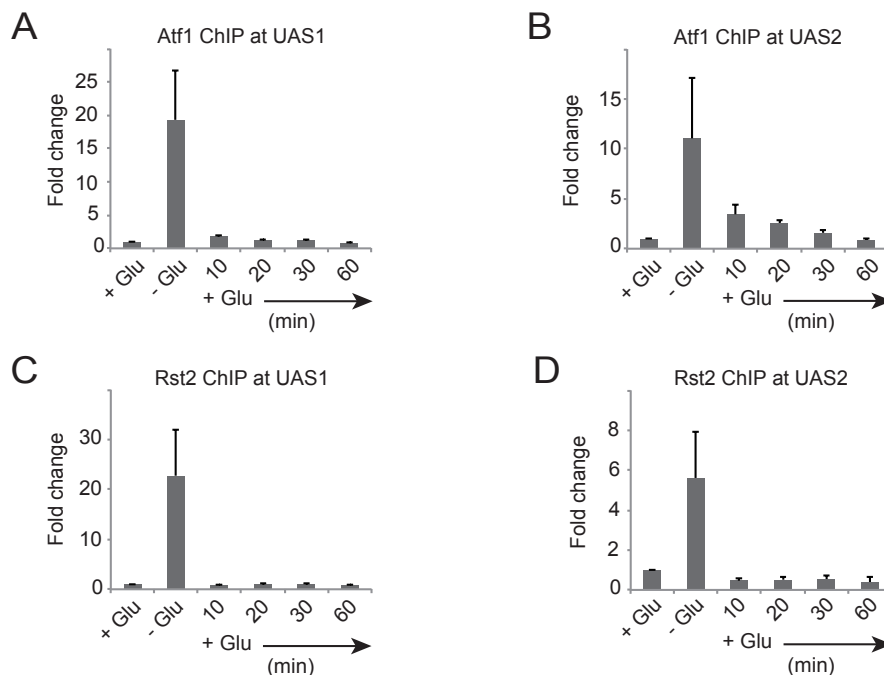 A
Atf1 ChIP at UAS1
Fold change
25
20
15
10
5
0
+ Glu
- Glu
10
20
30
60
+ Glu
(min)
B
Atf1 ChIP at UAS2
Fold change
15
10
5
0
+ Glu
- Glu
10
20
30
60
+ Glu
(min)
C
Rst2 ChIP at UAS1
Fold change
30
20
10
0
+ Glu
- Glu
10
20
30
60
+ Glu
(min)
D
Rst2 ChIP at UAS2
Fold change
8
6
4
2
0
+ Glu
- Glu
10
20
30
60
+ Glu
(min)